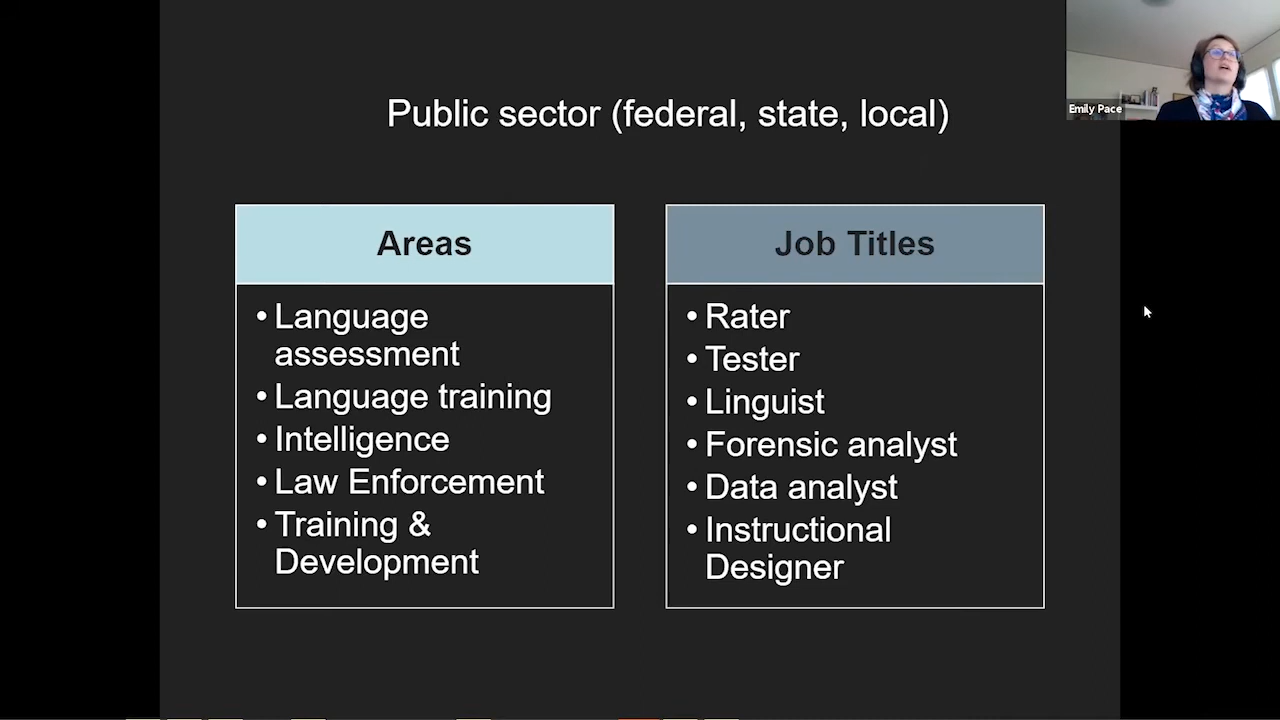 Emily Pace
Public sector (federal, state, local)
Areas
• Language
assessment
• Language training
• Intelligence
• Law Enforcement
• Training &
Development
Job Titles
• Rater
• Tester
• Linguist
• Forensic analyst
• Data analyst
• Instructional
Designer